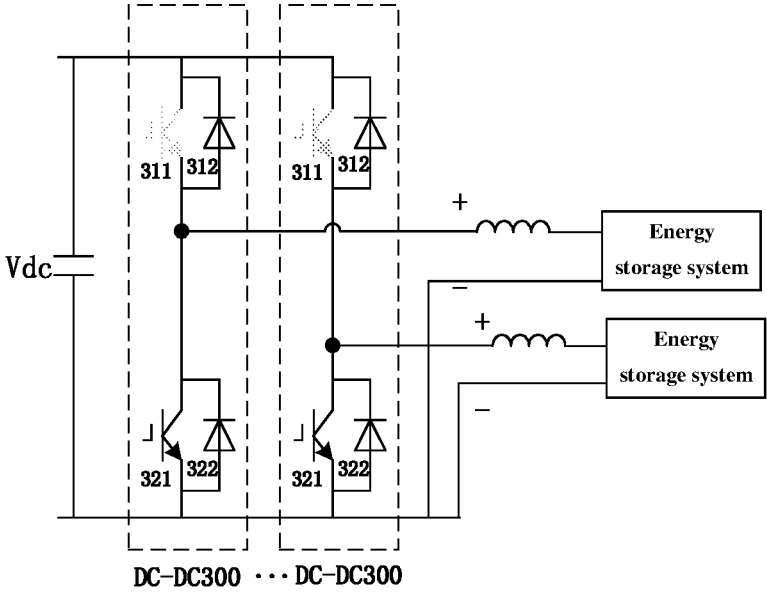 311 312
311 312
+
Energy
storage system
Vdc
−
+
Energy
storage system
−
321 322
321 322
DC-DC300 ··· DC-DC300